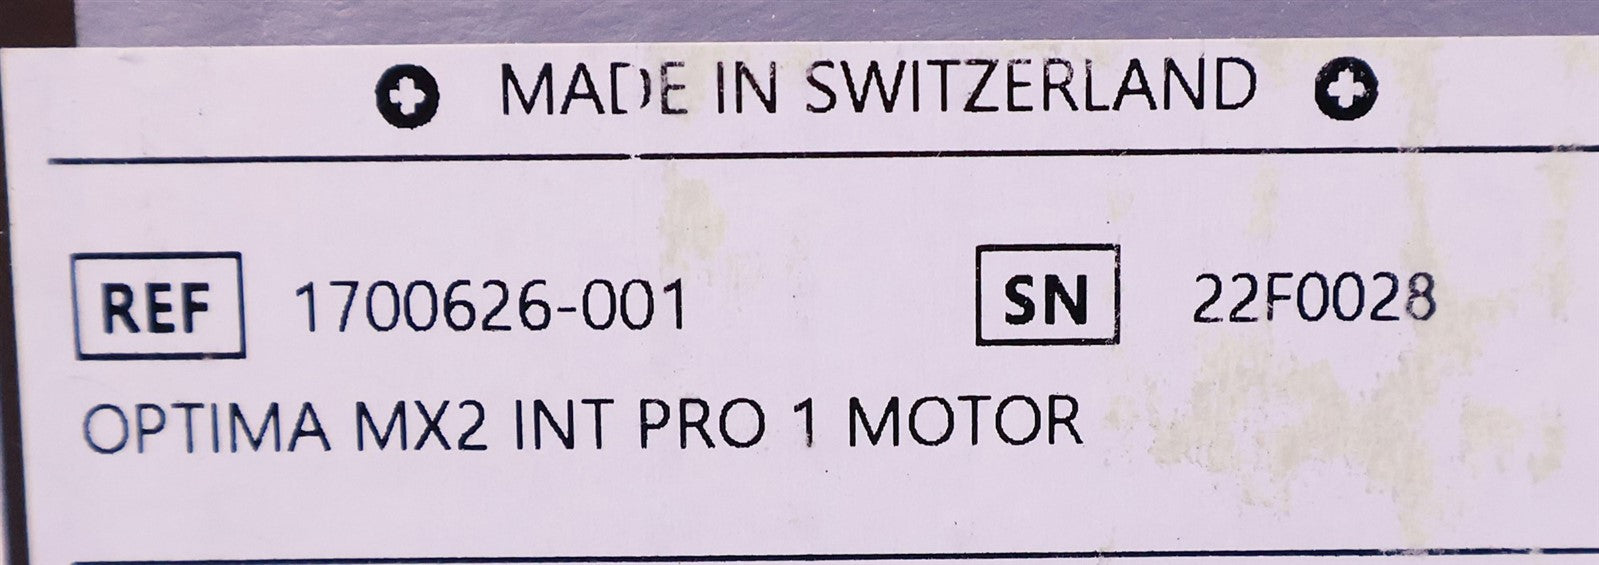 MADE IN SWITZERLAND
REF 1700626-001 SN 22F0028
OPTIMA MX2 INT PRO 1 MOTOR